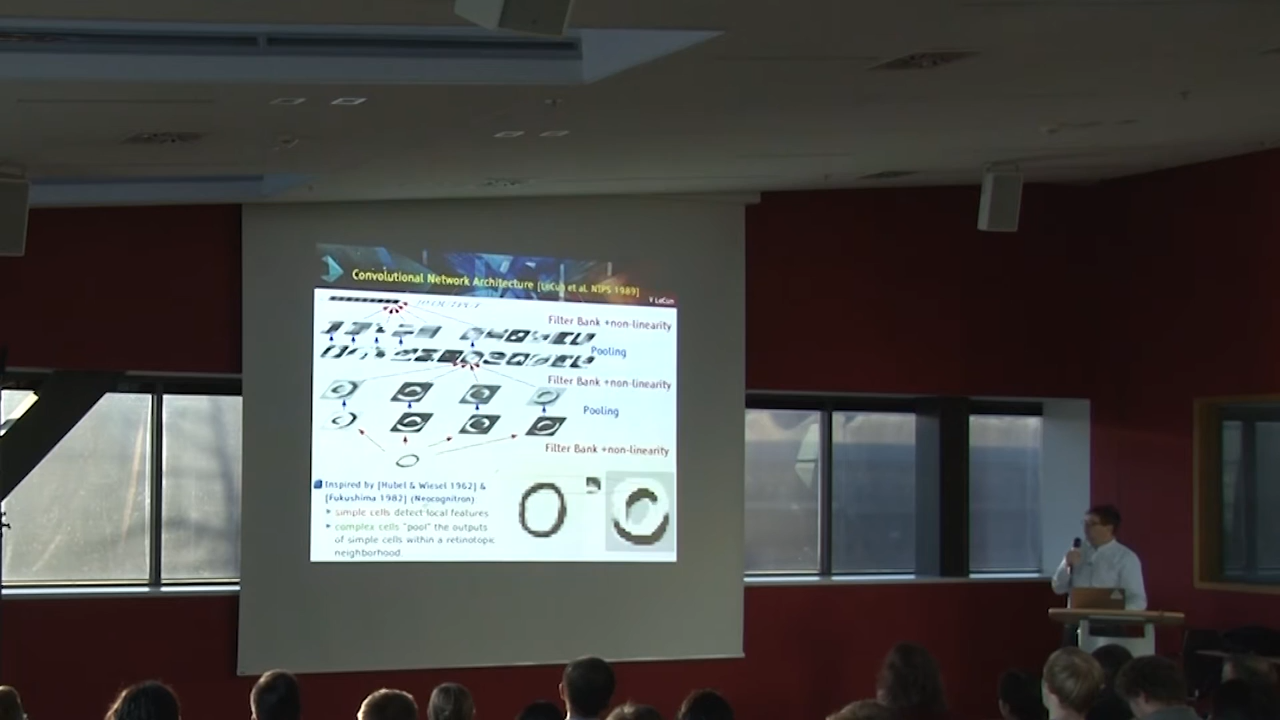 Convolutional Network Architecture [LeCun et al. NIPS 1989]
Y LeCun
Filter Bank +non-linearity
Pooling
Filter Bank +non-linearity
Pooling
Filter Bank +non-linearity
Inspired by [Hubel & Wiesel 1962] &
[Fukushima 1982] (Neocognitron)
simple cells detect local features
complex cells "pool" the outputs
of simple cells within a retinotopic
neighborhood.